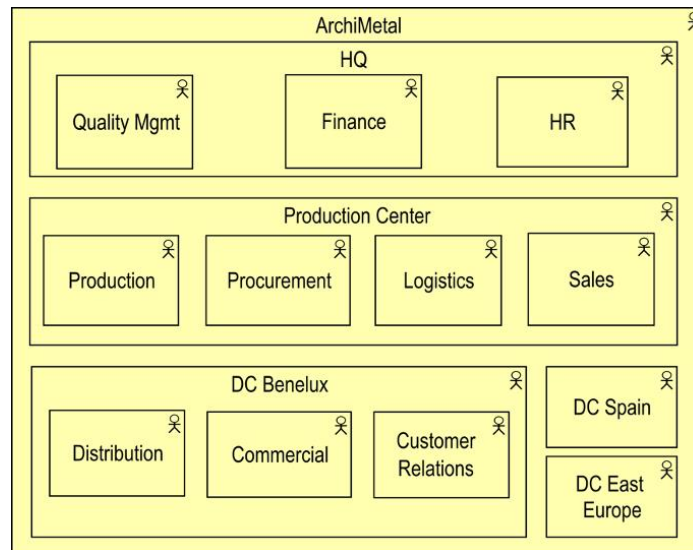 ArchiMetal
HQ
Quality Mgmt
Finance
HR
Production Center
Production
Procurement
Logistics
Sales
DC Benelux
Distribution
Commercial
Customer
Relations
DC Spain
DC East
Europe